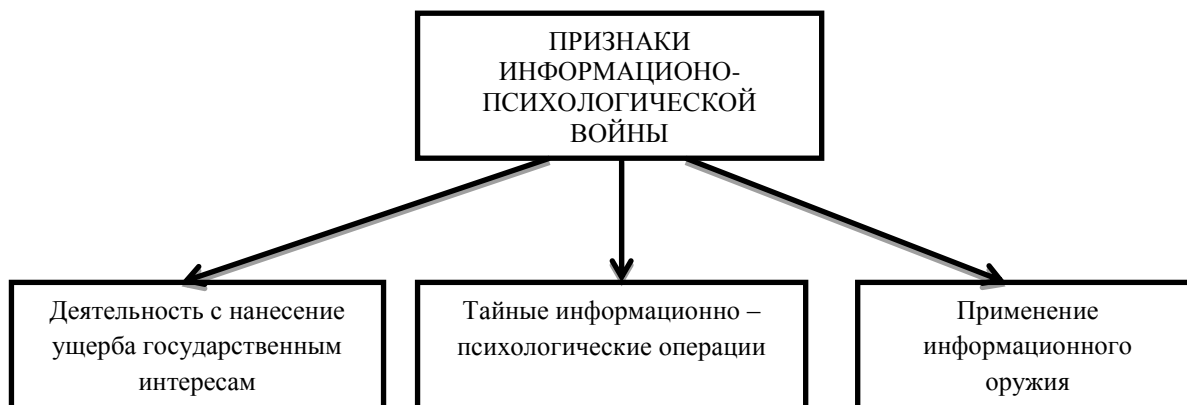 ПРИЗНАКИ
ИНФОРМАЦИОНО-
ПСИХОЛОГИЧЕСКОЙ
ВОЙНЫ
Деятельность с нанесение
ущерба государственным
интересам
Тайные информационно –
психологические операции
Применение
информационного
оружия